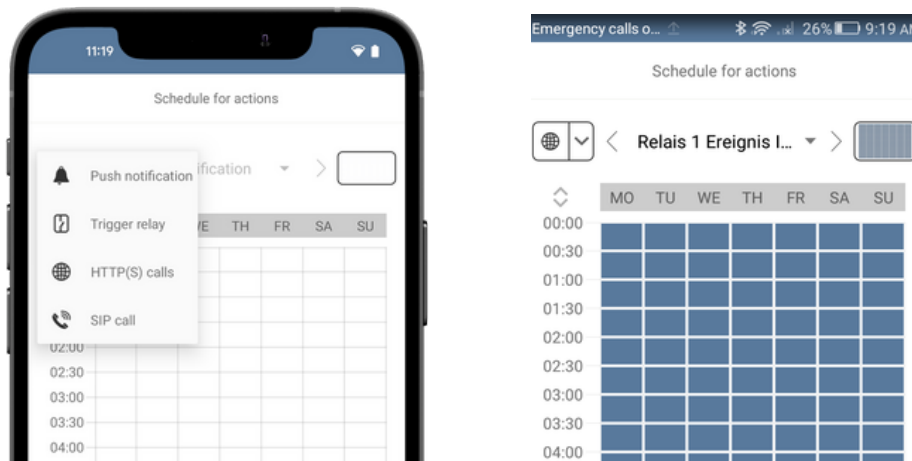 11:19
Schedule for actions
ification
Push notification
Trigger relay
HTTP(S) calls
SIP call
/E TH FR SA SU
02:00
02:30
03:00
03:30
04:00
Emergency calls o... 26% 9:19 AM
Schedule for actions
Relais 1 Ereignis I...
MO TU WE TH FR SA SU
00:00
00:30
01:00
01:30
02:00
02:30
03:00
03:30
04:00